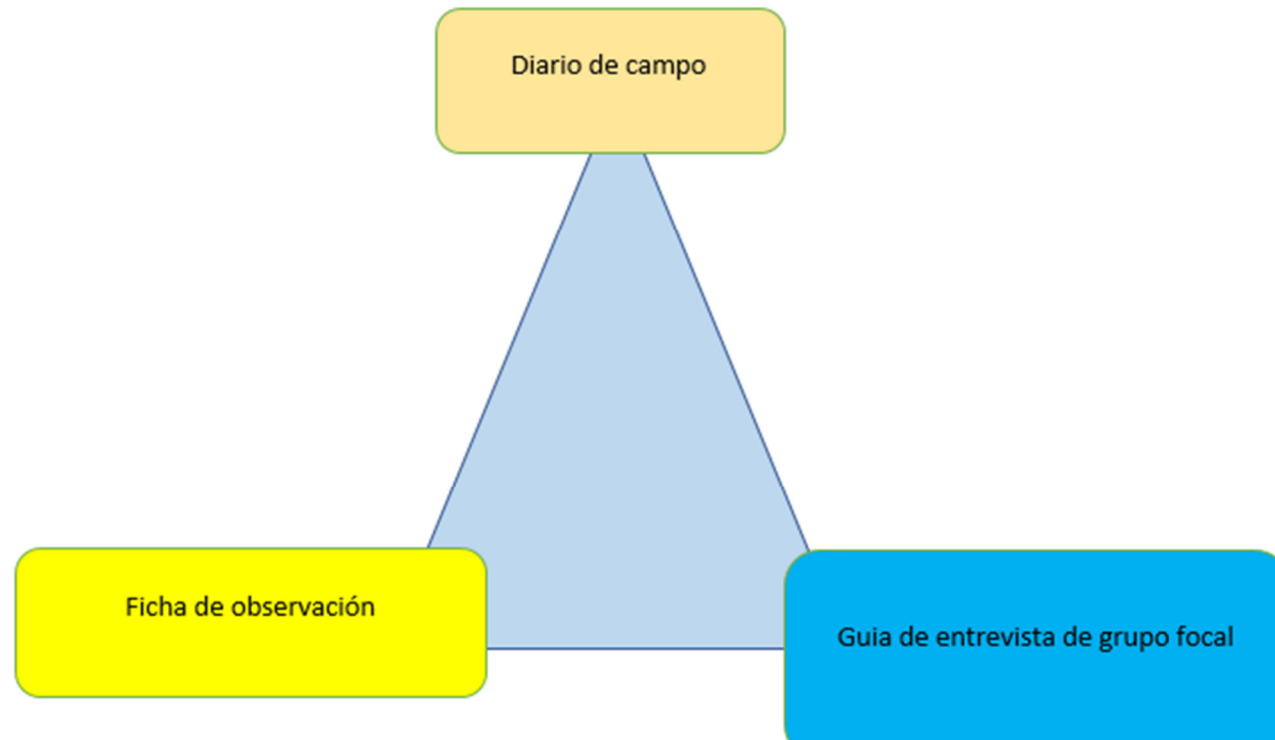 Diario de campo
Ficha de observación
Guia de entrevista de grupo focal